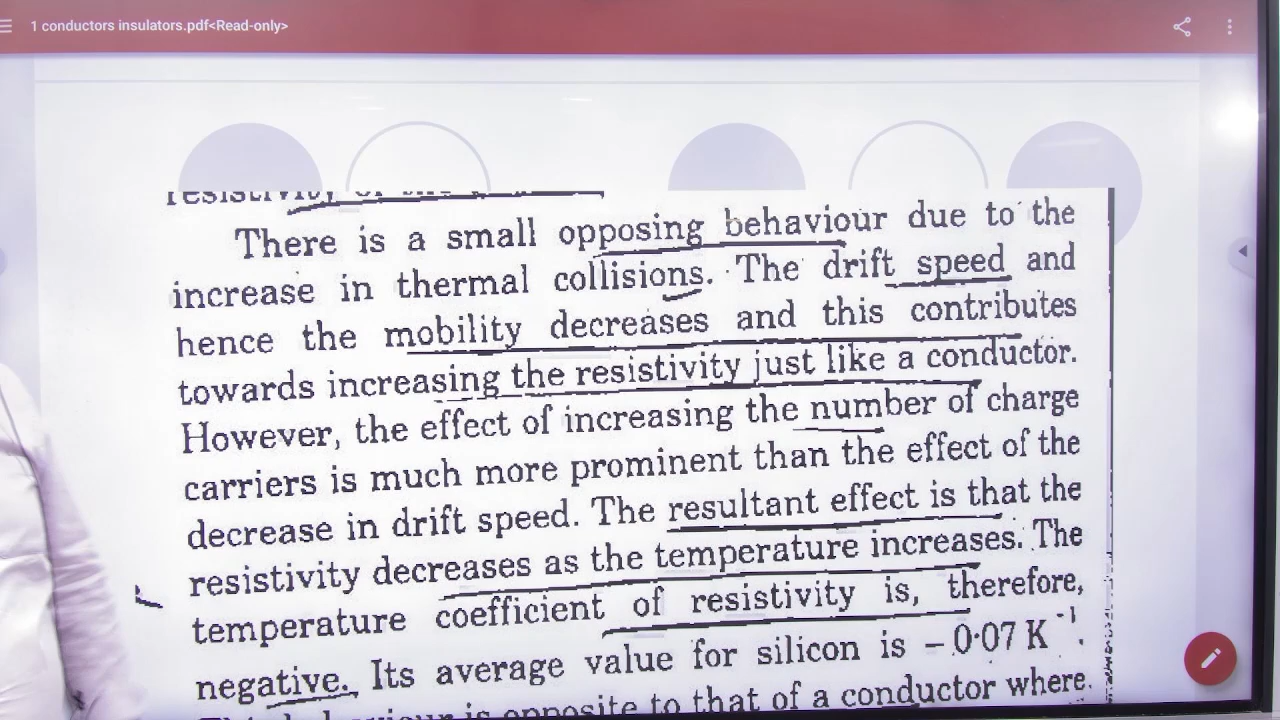 1 conductors insulators.pdf<Read-only>
resistivity of the
There is a small opposing behaviour due to the
increase in thermal collisions. The drift speed and
hence the mobility decreases and this contributes
towards increasing the resistivity just like a conductor.
However, the effect of increasing the number of charge
carriers is much more prominent than the effect of the
decrease in drift speed. The resultant effect is that the
resistivity decreases as the temperature increases. The
temperature coefficient of resistivity is, therefore,
negative. Its average value for silicon is – 0·07 K⁻¹.
behaviour is opposite to that of a conductor where